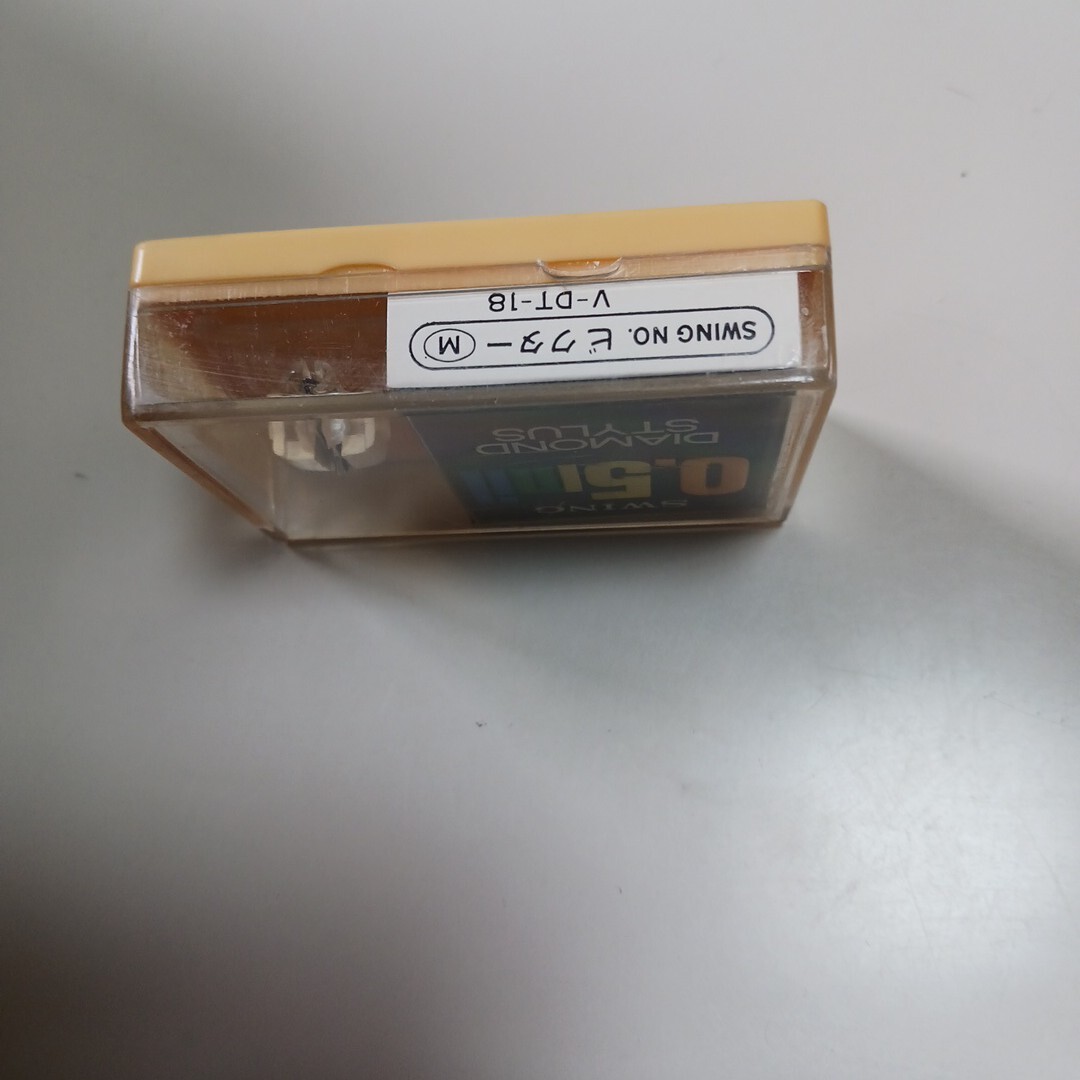 SWING NO. ビクター Ⓜ
V-DT-18
SWING
0.5
DIAMOND
STYLUS